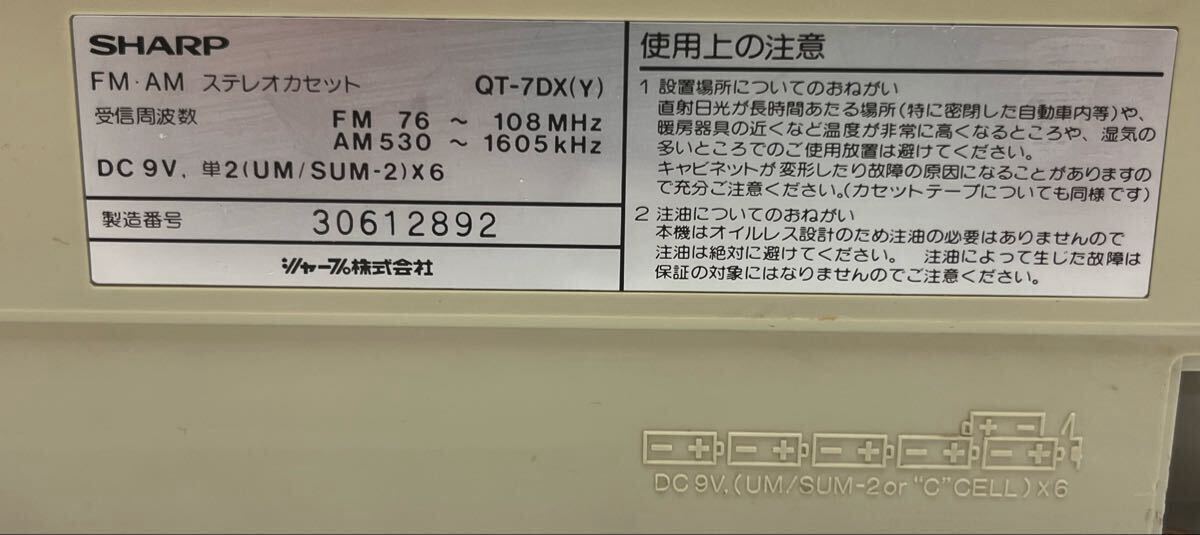 SHARP
FM・AM ステレオカセット QT-7DX(Y)
受信周波数 FM 76 ～ 108MHz
AM 530 ～ 1605kHz
DC 9V, 単2(UM/SUM-2)X6
製造番号 30612892
シャープ株式会社
使用上の注意
1 設置場所についてのおねがい
直射日光が長時間あたる場所(特に密閉した自動車内等)や、
暖房器具の近くなど温度が非常に高くなるところや、湿気の
多いところでのご使用放置は避けてください。
キャビネットが変形したり故障の原因になることがありますの
で充分ご注意ください。(カセットテープについても同様です)
2 注油についてのおねがい
本機はオイルレス設計のため注油の必要はありませんので
注油は絶対に避けてください。 注油によって生じた故障は
保証の対象にはなりませんのでご注意ください。
DC 9V, (UM/SUM-2 or "C" CELL) X6